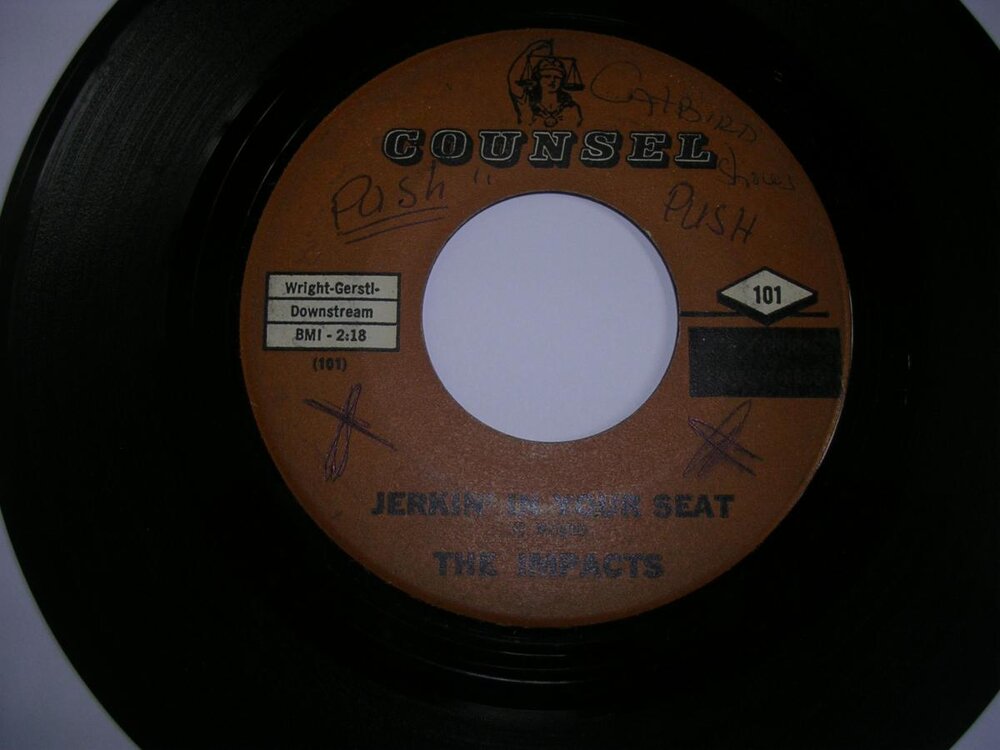 CATBIRD
COUNSEL
Push "
PUSH
Wright-Gerstl-
Downstream
BMI - 2:18
(101)
101
JERKIN' IN YOUR SEAT
THE IMPACTS